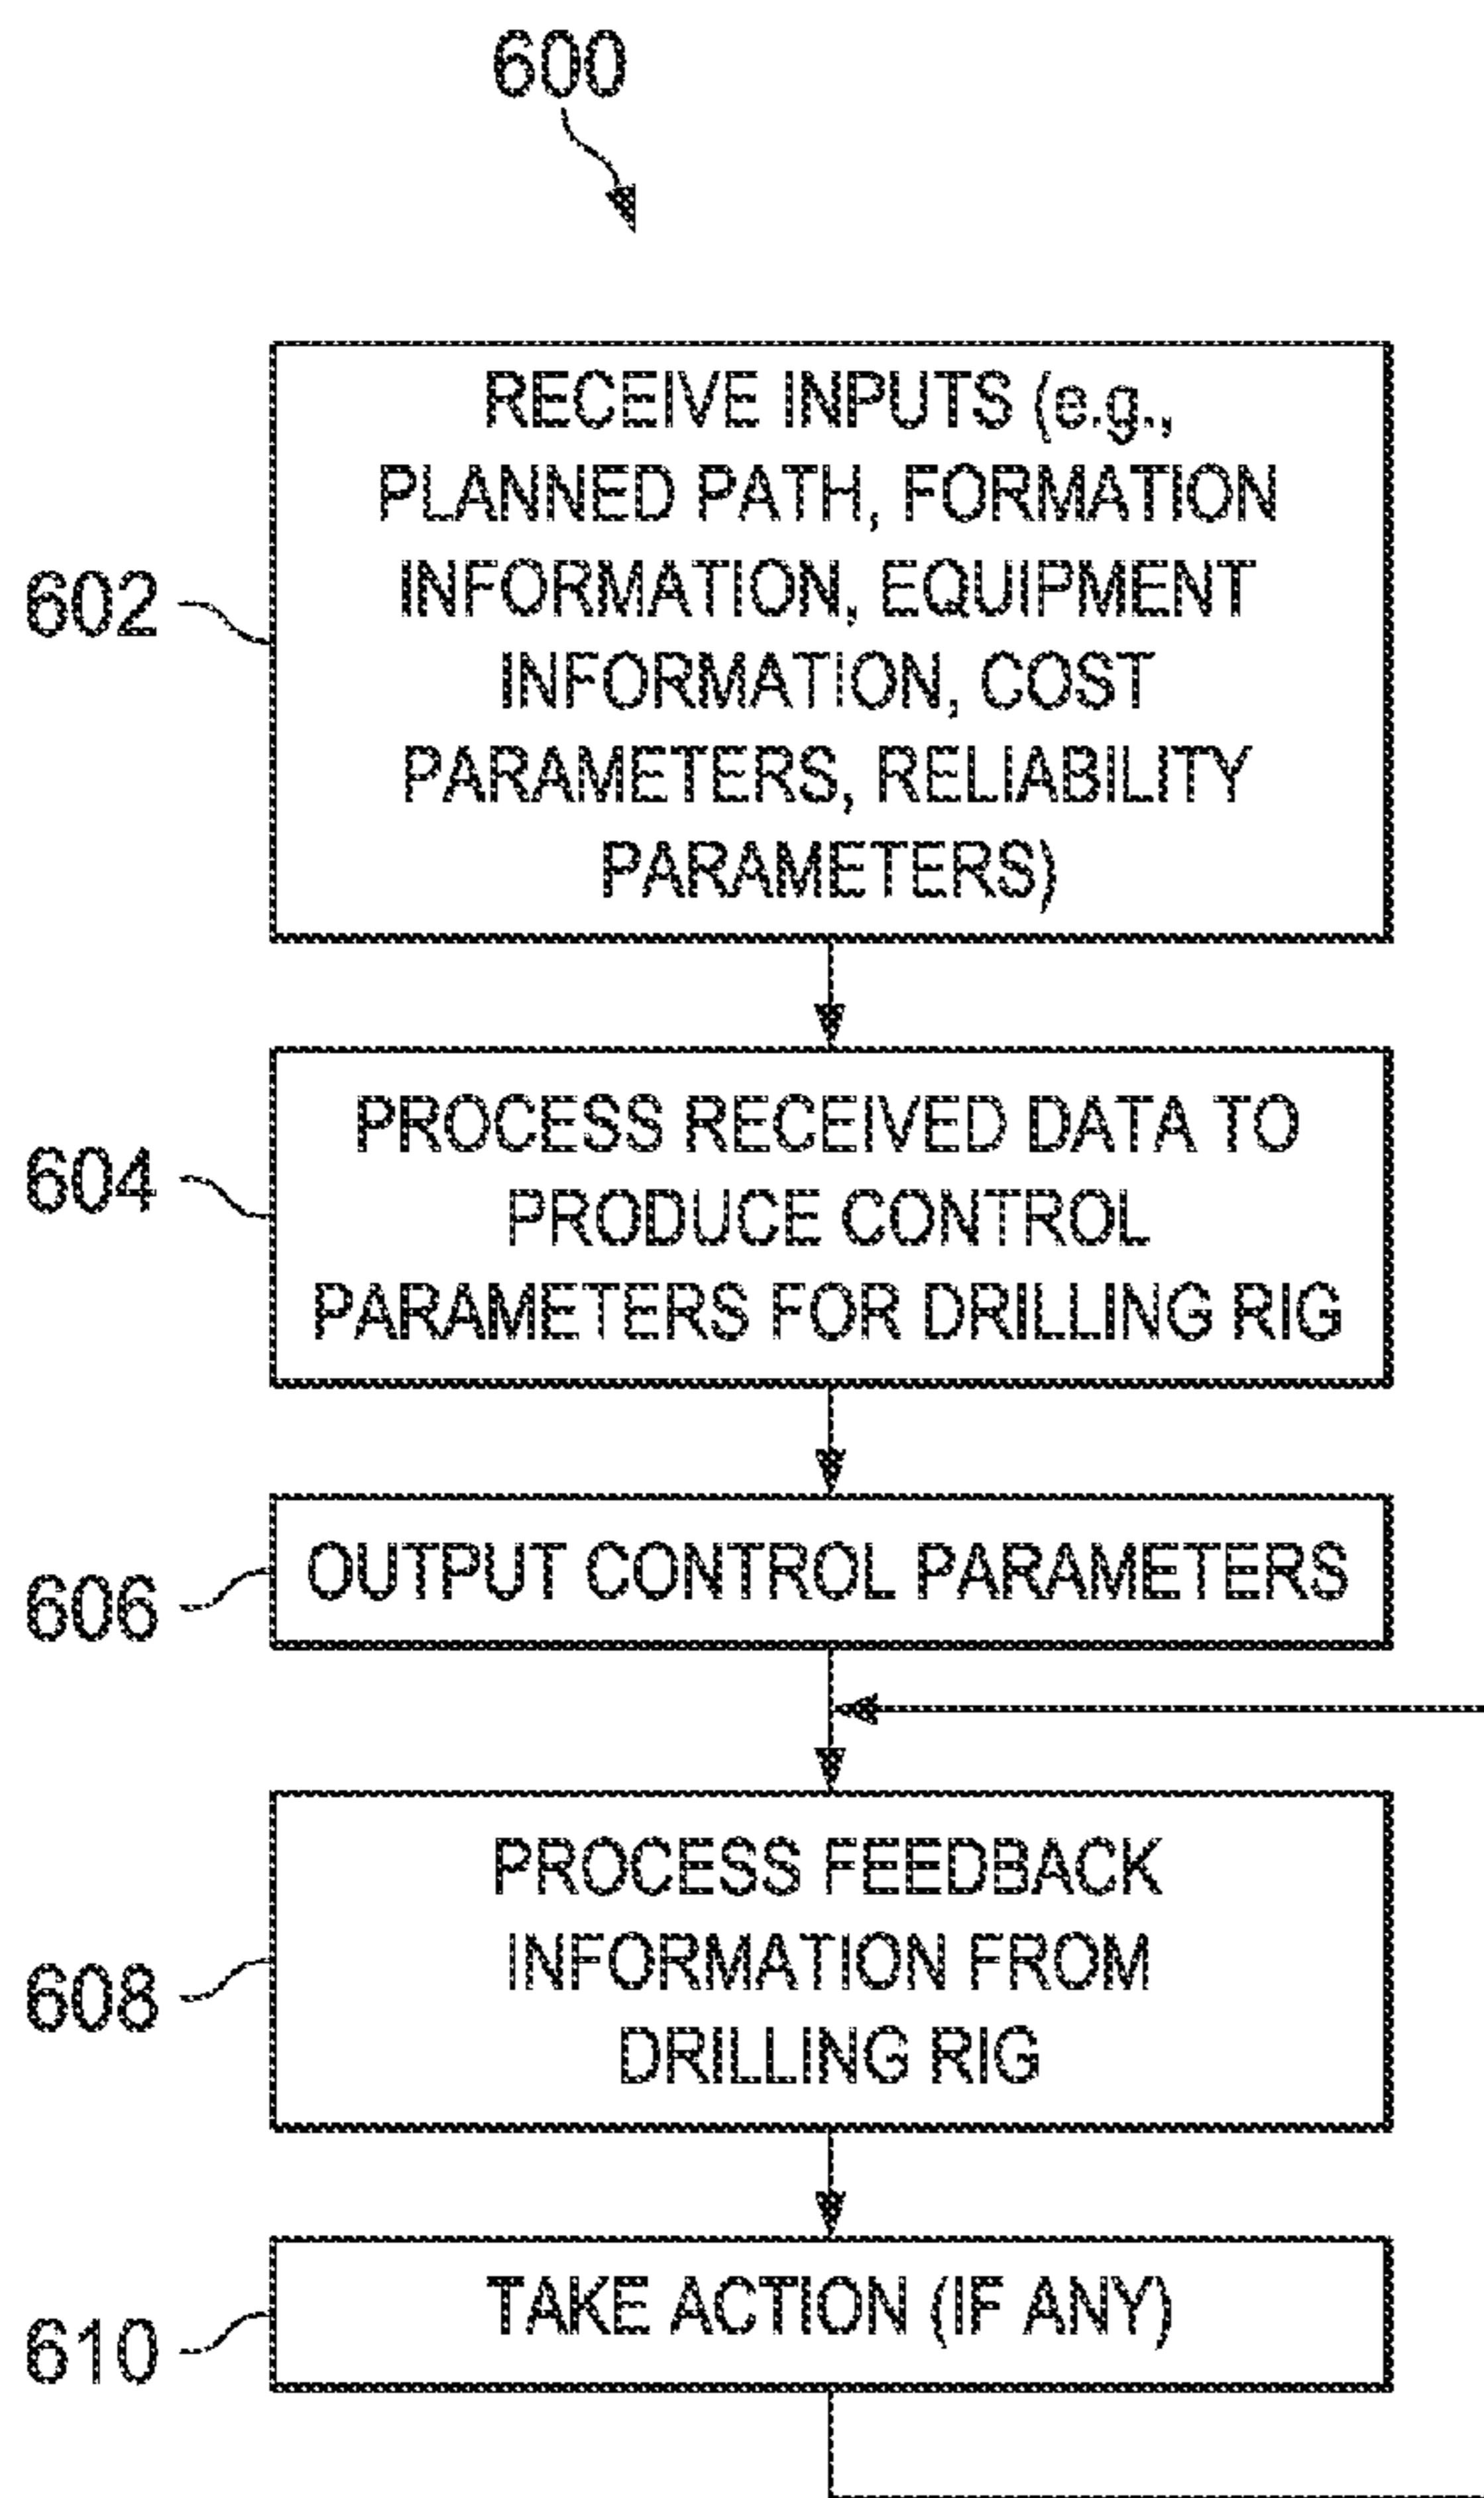 600
RECEIVE INPUTS (e.g.,
PLANNED PATH, FORMATION
INFORMATION, EQUIPMENT
INFORMATION, COST
PARAMETERS, RELIABILITY
PARAMETERS)
602
PROCESS RECEIVED DATA TO
PRODUCE CONTROL
PARAMETERS FOR DRILLING RIG
604
OUTPUT CONTROL PARAMETERS
606
PROCESS FEEDBACK
INFORMATION FROM
DRILLING RIG
608
TAKE ACTION (IF ANY)
610